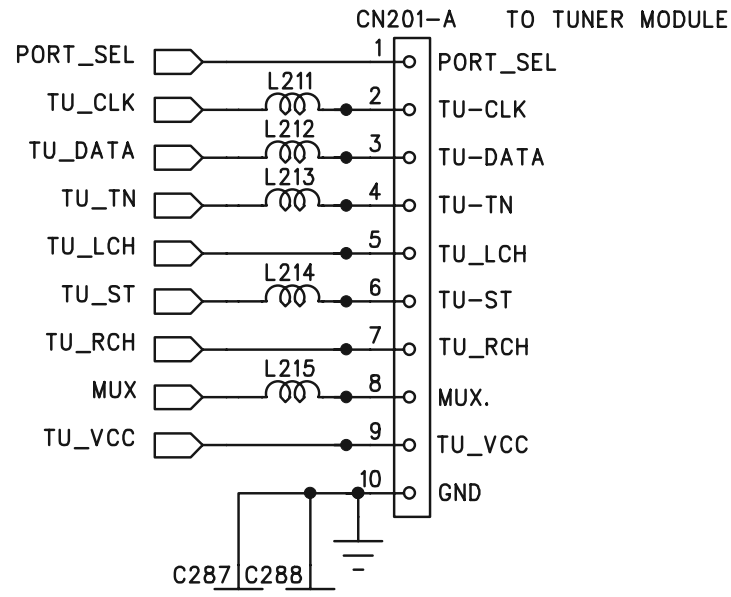 CN201-A TO TUNER MODULE
PORT_SEL 1 PORT_SEL
TU_CLK L211 2 TU-CLK
TU_DATA L212 3 TU-DATA
TU_TN L213 4 TU-TN
TU_LCH 5 TU_LCH
TU_ST L214 6 TU-ST
TU_RCH 7 TU_RCH
MUX L215 8 MUX.
TU_VCC 9 TU_VCC
10 GND
C287 C288